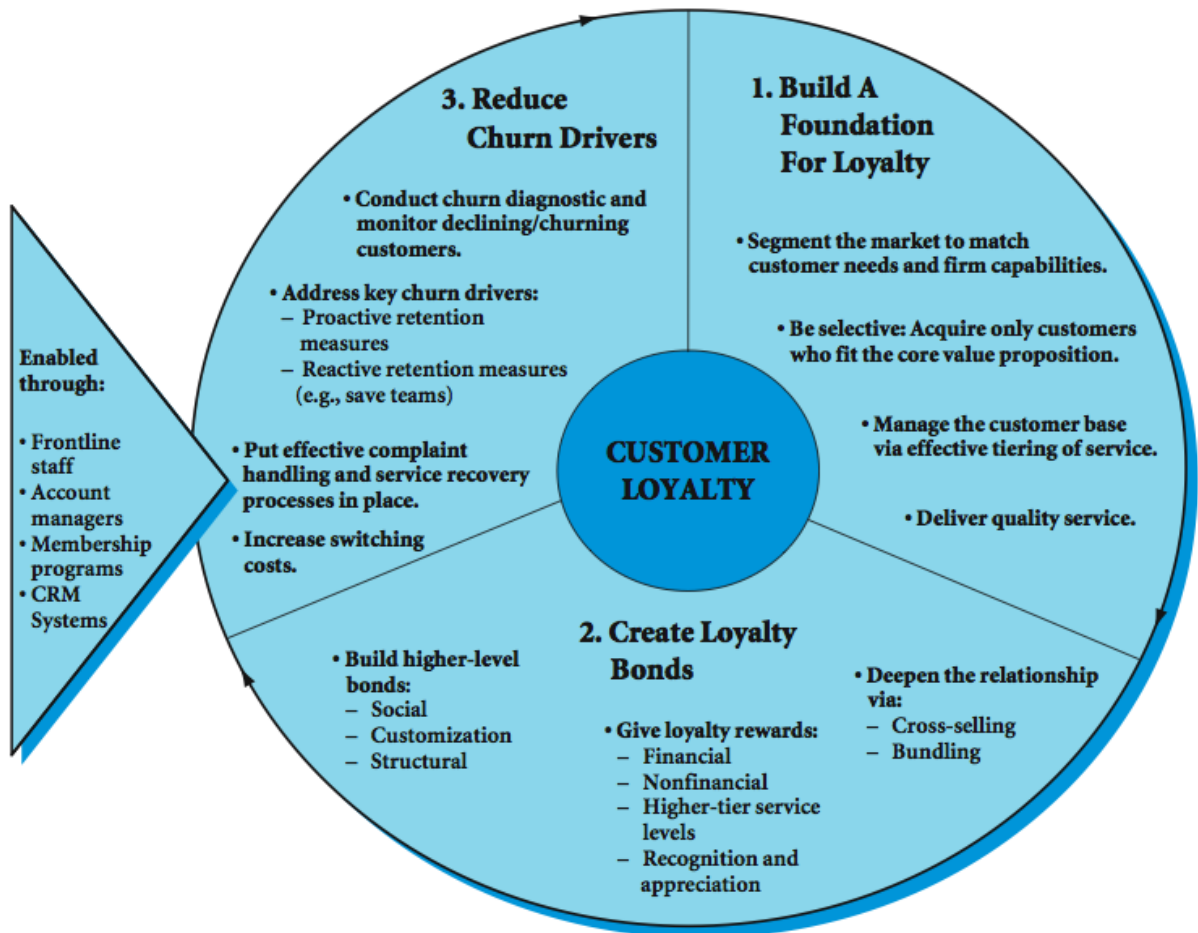 3. Reduce
Churn Drivers
• Conduct churn diagnostic and
monitor declining/churning
customers.
• Address key churn drivers:
– Proactive retention
measures
– Reactive retention measures
(e.g., save teams)
• Put effective complaint
handling and service recovery
processes in place.
• Increase switching
costs.
1. Build A
Foundation
For Loyalty
• Segment the market to match
customer needs and firm capabilities.
• Be selective: Acquire only customers
who fit the core value proposition.
• Manage the customer base
via effective tiering of service.
• Deliver quality service.
Enabled
through:
• Frontline
staff
• Account
managers
• Membership
programs
• CRM
Systems
CUSTOMER
LOYALTY
2. Create Loyalty
Bonds
• Build higher-level
bonds:
– Social
– Customization
– Structural
• Give loyalty rewards:
– Financial
– Nonfinancial
– Higher-tier service
levels
– Recognition and
appreciation
• Deepen the relationship
via:
– Cross-selling
– Bundling